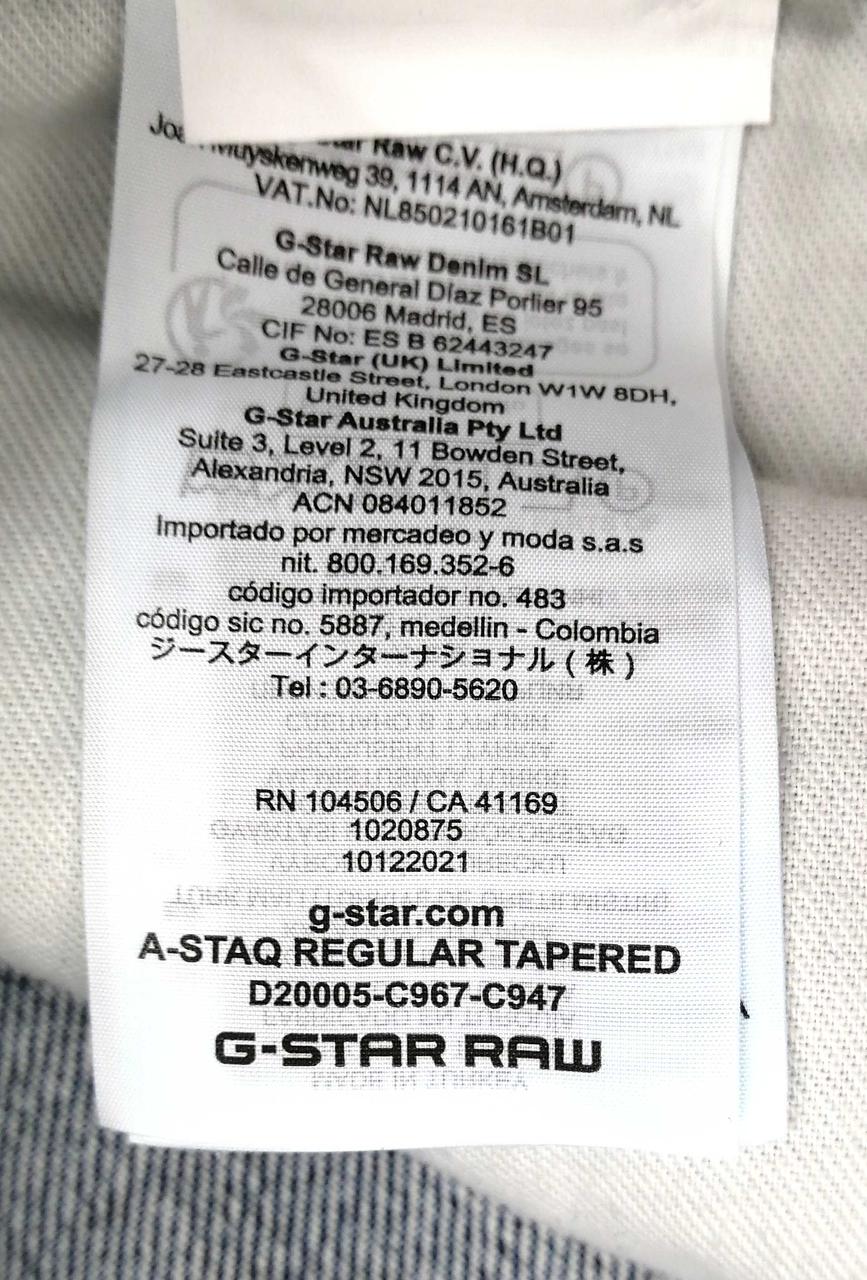 Star Raw C.V. (H.Q.)
Muyskenweg 39, 1114 AN, Amsterdam, NL
VAT.No: NL850210161B01
G-Star Raw Denim SL
Calle de General Díaz Porlier 95
28006 Madrid, ES
CIF No: ES B 62443247
G-Star (UK) Limited
27-28 Eastcastle Street, London W1W 8DH,
United Kingdom
G-Star Australia Pty Ltd
Suite 3, Level 2, 11 Bowden Street,
Alexandria, NSW 2015, Australia
ACN 084011852
Importado por mercadeo y moda s.a.s
nit. 800.169.352-6
código importador no. 483
código sic no. 5887, medellin - Colombia
ジースターインターナショナル ( 株 )
Tel : 03-6890-5620
RN 104506 / CA 41169
1020875
10122021
g-star.com
A-STAQ REGULAR TAPERED
D20005-C967-C947
G-STAR RAW